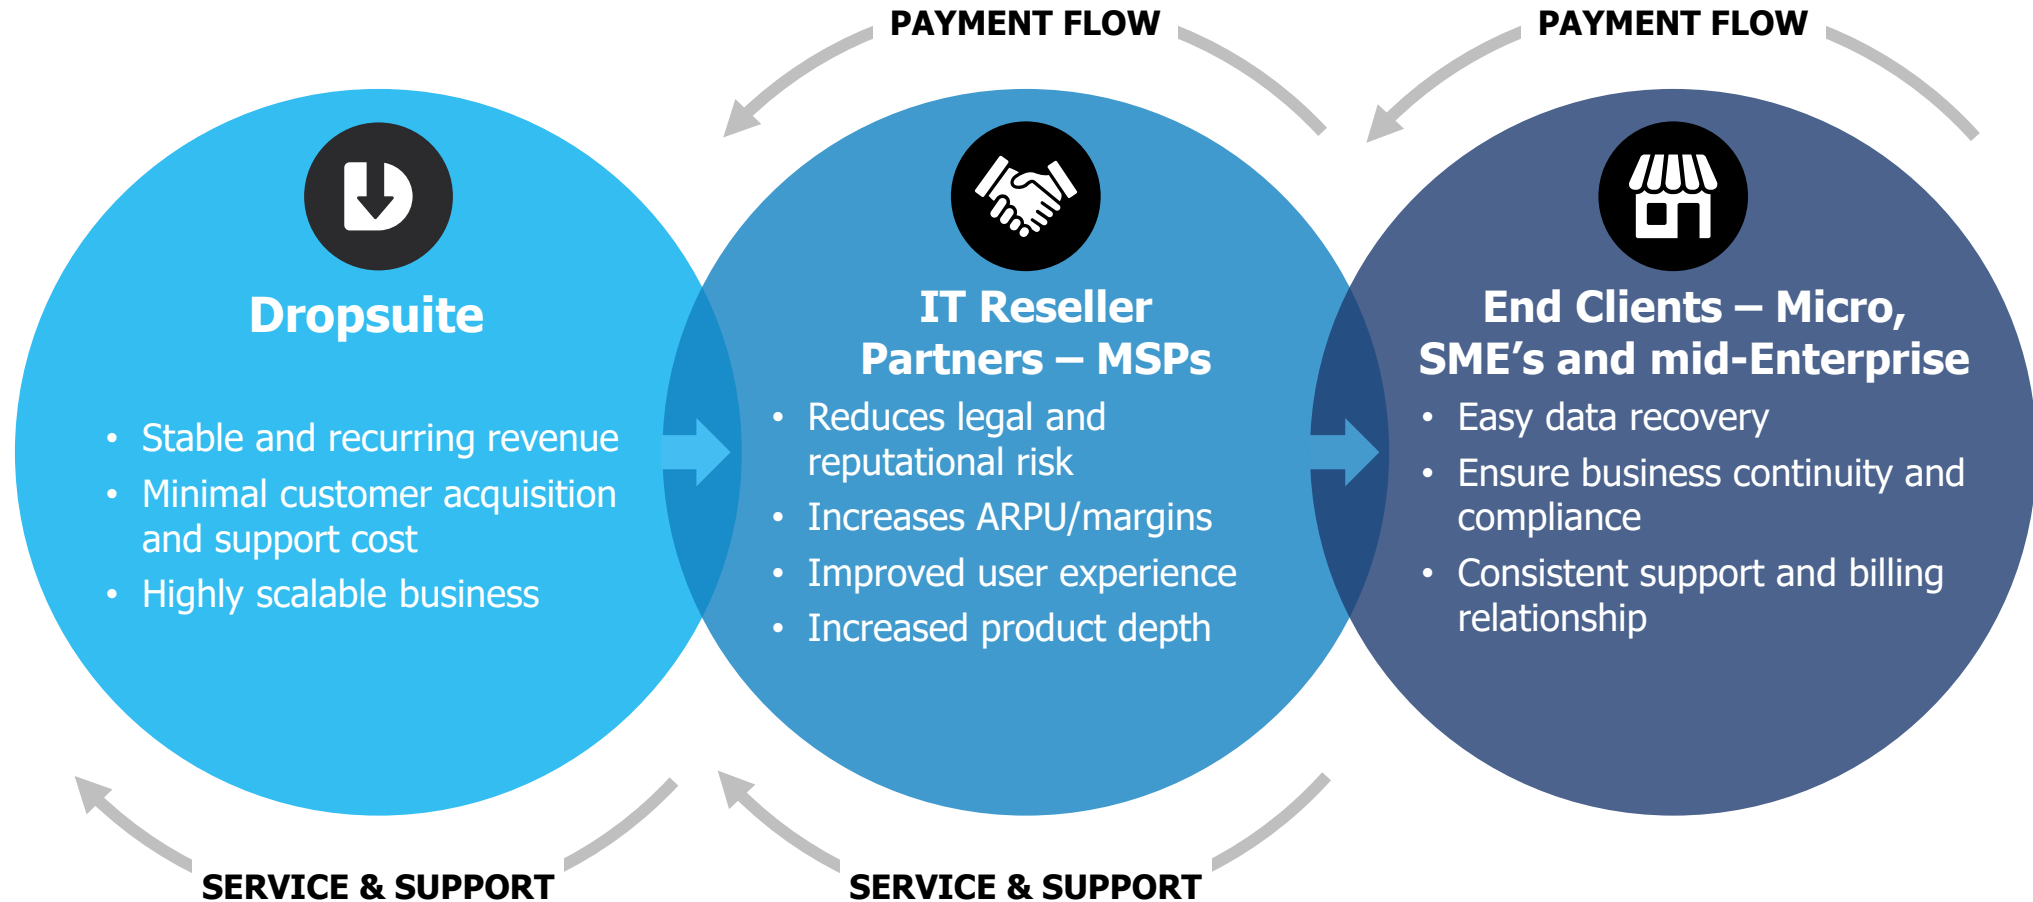 PAYMENT FLOW
PAYMENT FLOW
Dropsuite
• Stable and recurring revenue
• Minimal customer acquisition
and support cost
• Highly scalable business
IT Reseller
Partners – MSPs
• Reduces legal and
reputational risk
• Increases ARPU/margins
• Improved user experience
• Increased product depth
End Clients – Micro,
SME’s and mid-Enterprise
• Easy data recovery
• Ensure business continuity and
compliance
• Consistent support and billing
relationship
SERVICE & SUPPORT
SERVICE & SUPPORT